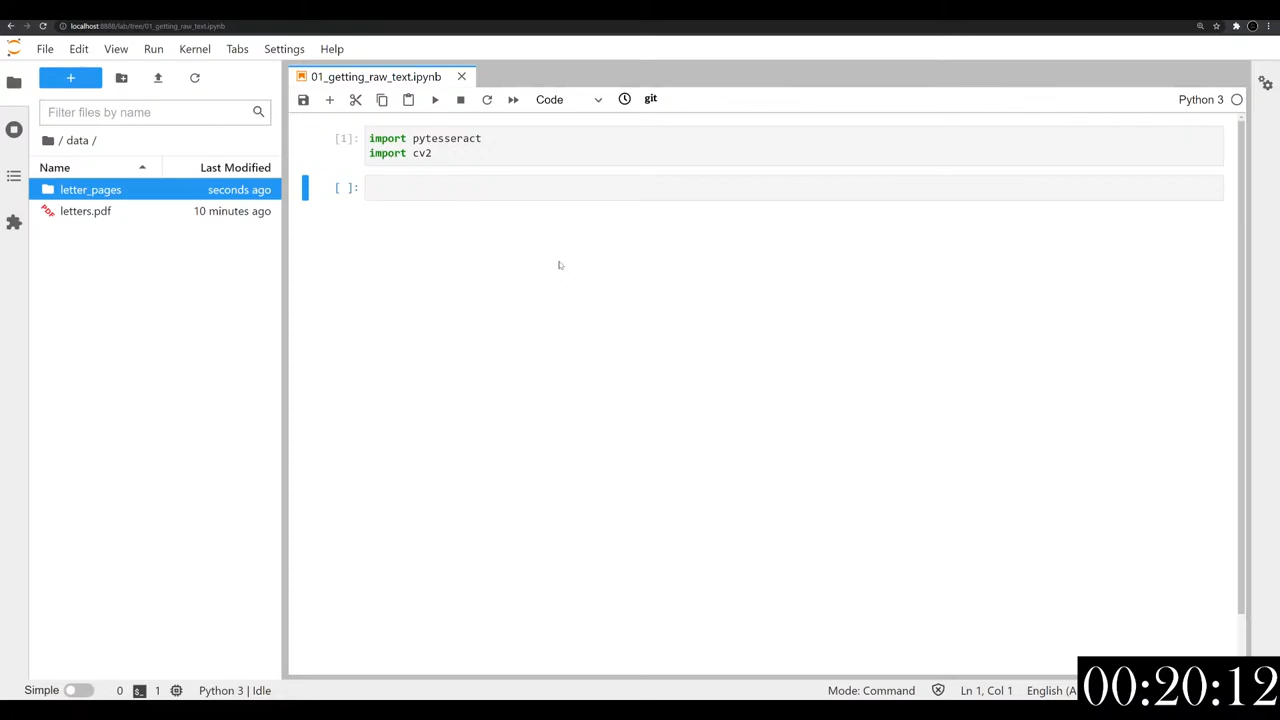 localhost:8888/lab/tree/01_getting_raw_text.ipynb
File Edit View Run Kernel Tabs Settings Help
+
01_getting_raw_text.ipynb
Filter files by name
Code
git
Python 3
/ data /
Name Last Modified
letter_pages seconds ago
letters.pdf 10 minutes ago
[1]: import pytesseract
import cv2
[ ]:
Simple 0 1 Python 3 | Idle Mode: Command Ln 1, Col 1 English (A
00:20:12